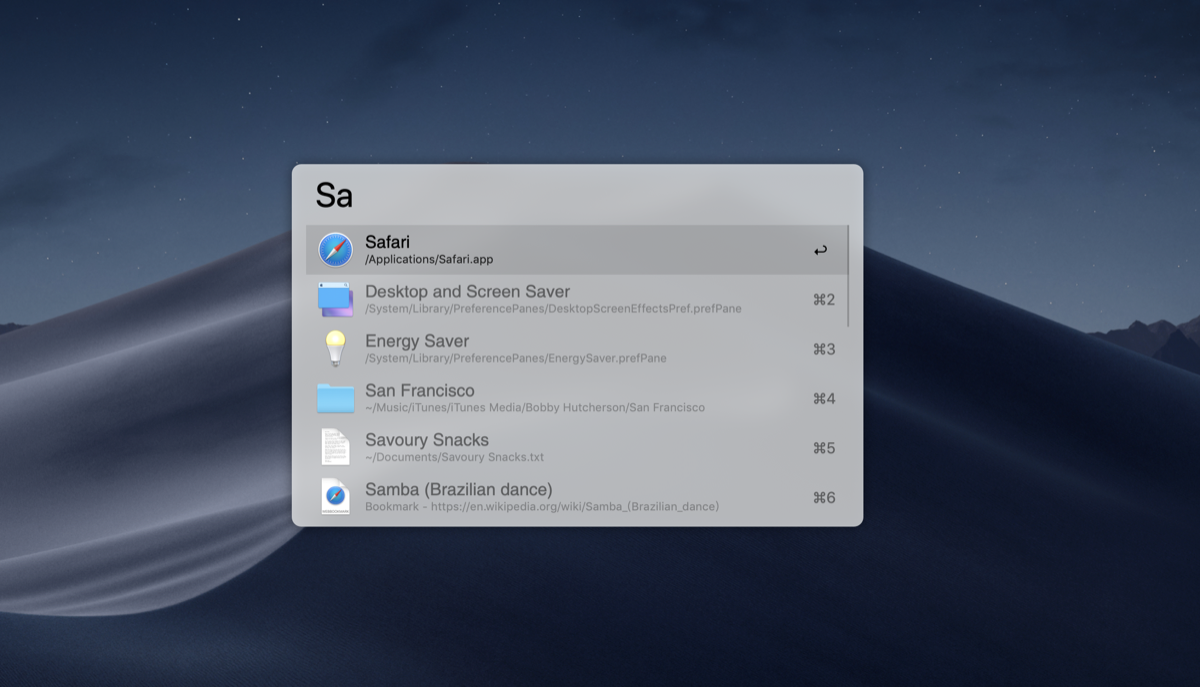 Sa
Safari
/Applications/Safari.app
↩
Desktop and Screen Saver
/System/Library/PreferencePanes/DesktopScreenEffectsPref.prefPane
⌘2
Energy Saver
/System/Library/PreferencePanes/EnergySaver.prefPane
⌘3
San Francisco
~/Music/iTunes/iTunes Media/Bobby Hutcherson/San Francisco
⌘4
Savoury Snacks
~/Documents/Savoury Snacks.txt
⌘5
Samba (Brazilian dance)
Bookmark - https://en.wikipedia.org/wiki/Samba_(Brazilian_dance)
⌘6